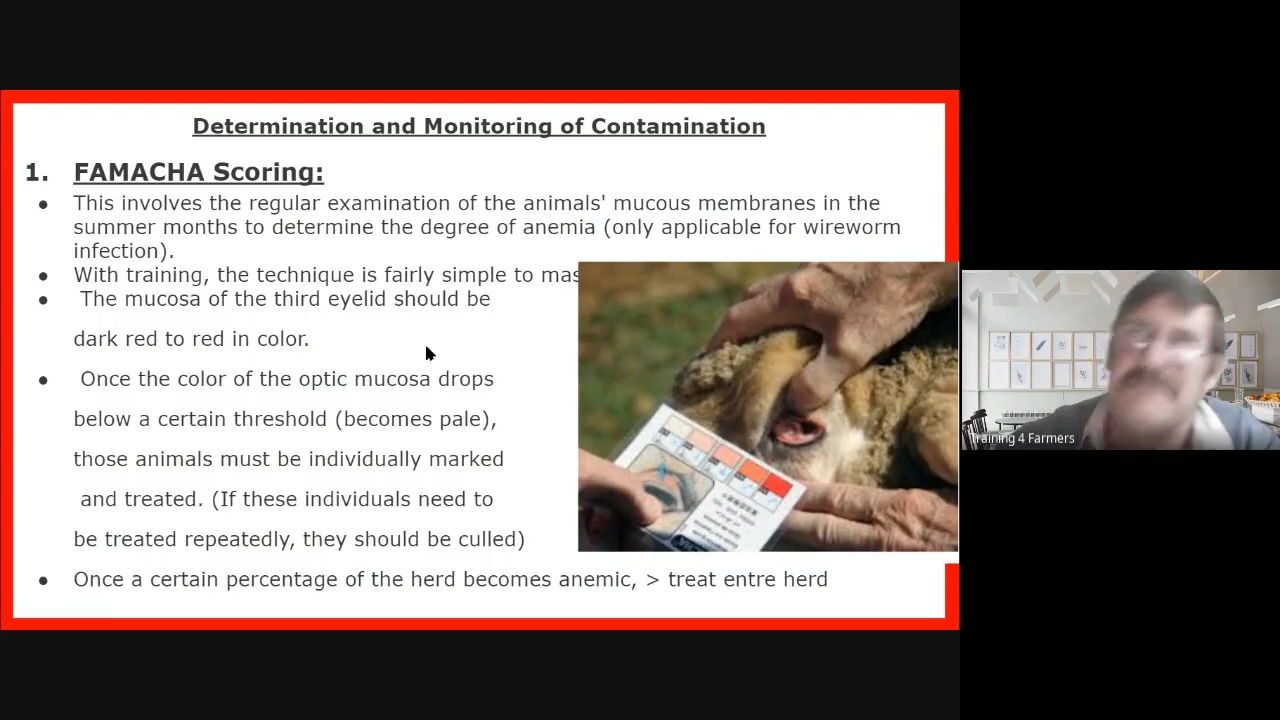 Determination and Monitoring of Contamination
1. FAMACHA Scoring:
● This involves the regular examination of the animals' mucous membranes in the
summer months to determine the degree of anemia (only applicable for wireworm
infection).
● With training, the technique is fairly simple to mas
● The mucosa of the third eyelid should be
dark red to red in color.
● Once the color of the optic mucosa drops
below a certain threshold (becomes pale),
those animals must be individually marked
and treated. (If these individuals need to
be treated repeatedly, they should be culled)
● Once a certain percentage of the herd becomes anemic, > treat entre herd
Training 4 Farmers